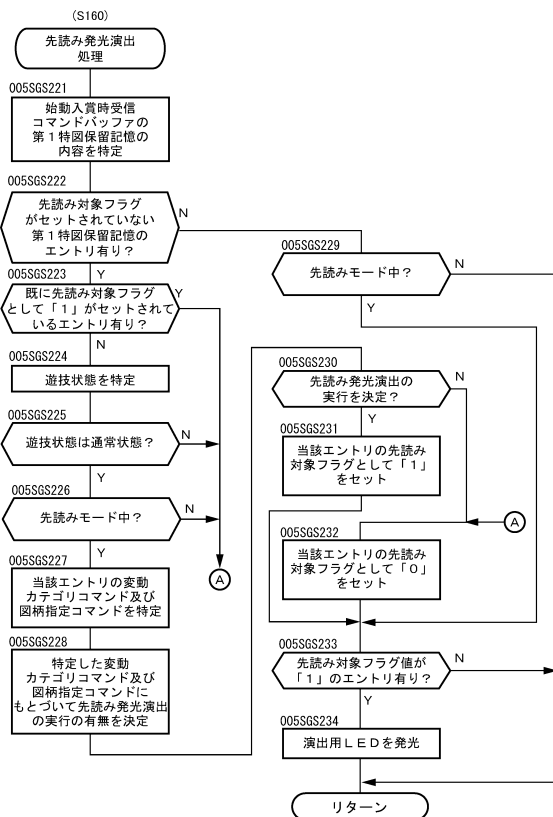 (S160)
先読み発光演出
処理
005SGS221
始動入賞時受信
コマンドバッファの
第１特図保留記憶の
内容を特定
005SGS222
先読み対象フラグ
がセットされていない
第１特図保留記憶の
エントリ有り？
N
Y
005SGS223
既に先読み対象フラグ
として「１」がセットされて
いるエントリ有り？
Y
N
005SGS224
遊技状態を特定
005SGS225
遊技状態は通常状態？
N
Y
005SGS226
先読みモード中？
N
Y
A
005SGS227
当該エントリの変動
カテゴリコマンド及び
図柄指定コマンドを特定
005SGS228
特定した変動
カテゴリコマンド及び
図柄指定コマンドに
もとづいて先読み発光演出
の実行の有無を決定
005SGS229
先読みモード中？
N
Y
005SGS230
先読み発光演出の
実行を決定？
N
Y
005SGS231
当該エントリの先読み
対象フラグとして「１」
をセット
A
005SGS232
当該エントリの先読み
対象フラグとして「０」
をセット
005SGS233
先読み対象フラグ値が
「１」のエントリ有り？
N
Y
005SGS234
演出用ＬＥＤを発光
リターン